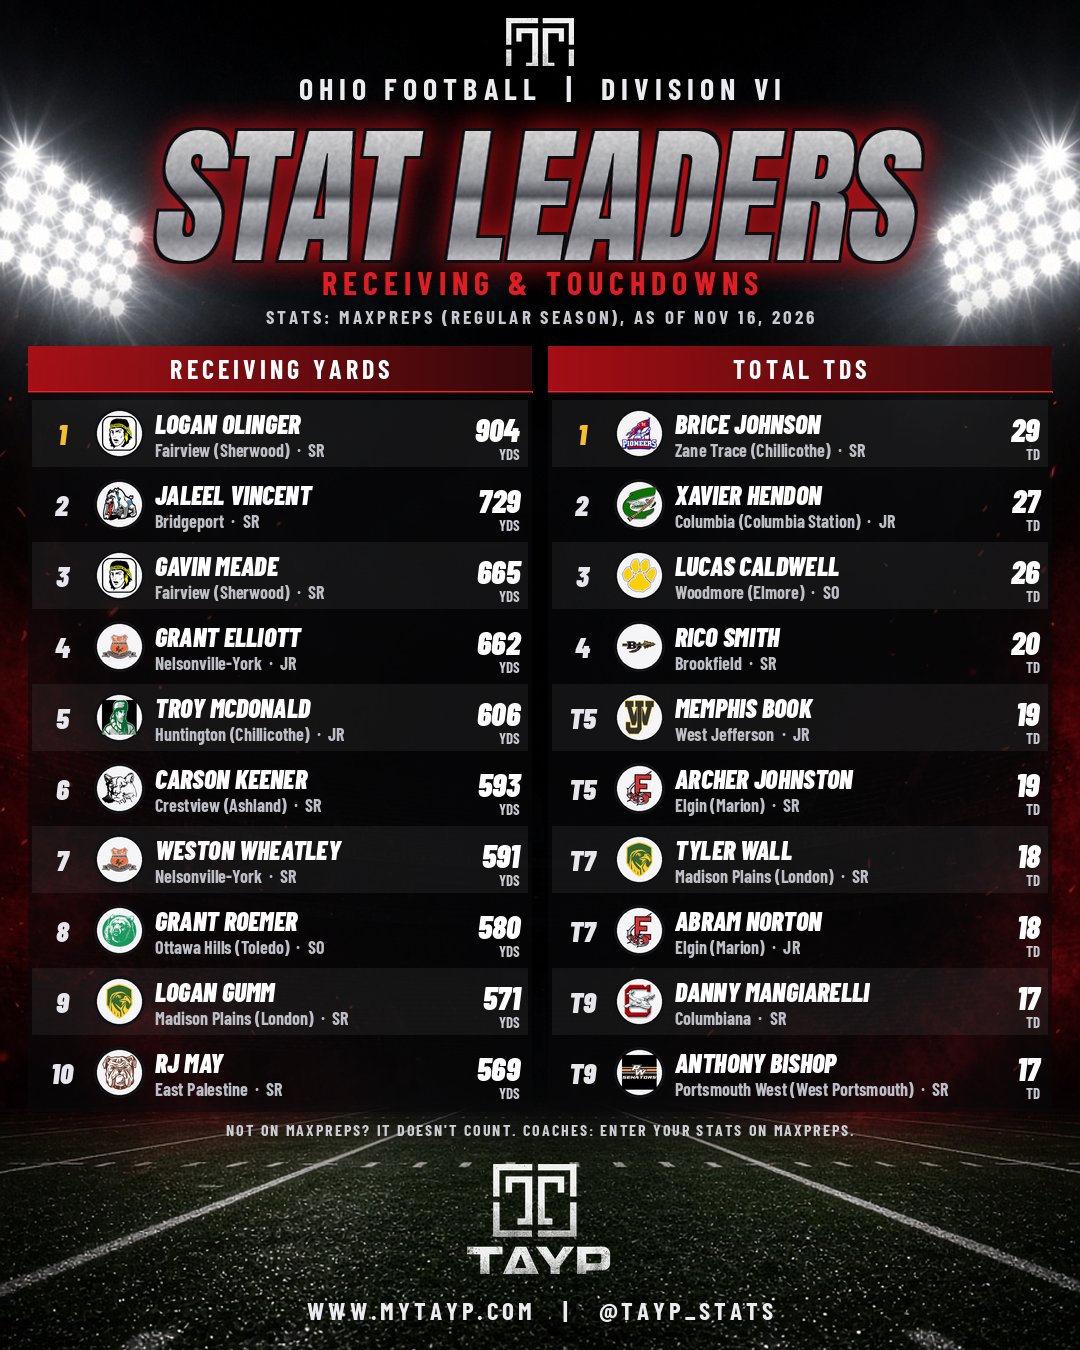 OHIO FOOTBALL | DIVISION VI
STAT LEADERS
RECEIVING & TOUCHDOWNS
STATS: MAXPREPS (REGULAR SEASON), AS OF NOV 16, 2026
RECEIVING YARDS
1 LOGAN OLINGER 904
Fairview (Sherwood) · SR YDS
2 JALEEL VINCENT 729
Bridgeport · SR YDS
3 GAVIN MEADE 665
Fairview (Sherwood) · SR YDS
4 GRANT ELLIOTT 662
Nelsonville-York · JR YDS
5 TROY MCDONALD 606
Huntington (Chillicothe) · JR YDS
6 CARSON KEENER 593
Crestview (Ashland) · SR YDS
7 WESTON WHEATLEY 591
Nelsonville-York · SR YDS
8 GRANT ROEMER 580
Ottawa Hills (Toledo) · SO YDS
9 LOGAN GUMM 571
Madison Plains (London) · SR YDS
10 RJ MAY 569
East Palestine · SR YDS
TOTAL TDS
1 BRICE JOHNSON 29
PIONEERS
Zane Trace (Chillicothe) · SR TD
2 XAVIER HENDON 27
Columbia (Columbia Station) · JR TD
3 LUCAS CALDWELL 26
Woodmore (Elmore) · SO TD
4 RICO SMITH 20
Brookfield · SR TD
T5 MEMPHIS BOOK 19
West Jefferson · JR TD
T5 ARCHER JOHNSTON 19
Elgin (Marion) · SR TD
T7 TYLER WALL 18
Madison Plains (London) · SR TD
T7 ABRAM NORTON 18
Elgin (Marion) · JR TD
T9 DANNY MANGIARELLI 17
Columbiana · SR TD
T9 ANTHONY BISHOP 17
SENATORS
Portsmouth West (West Portsmouth) · SR TD
NOT ON MAXPREPS? IT DOESN'T COUNT. COACHES: ENTER YOUR STATS ON MAXPREPS.
TAYP
WWW.MYTAYP.COM | @TAYP_STATS